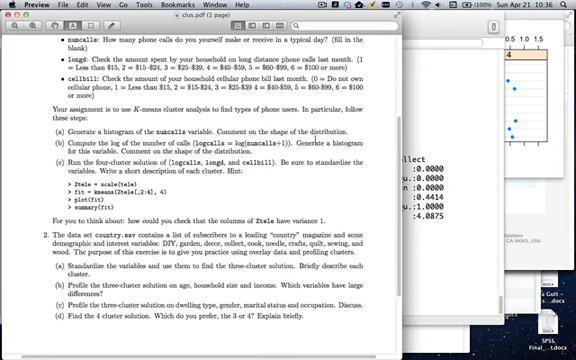 Preview File Edit View Go Tools Bookmarks Window Help (100%) Sun Apr 21 10:36
clus.pdf (1 page)
• numcalls: How many phone calls do you yourself make or receive in a typical day? (fill in the
blank)
• longd: Check the amount spent by your household on long distance phone calls last month. (1
= Less than $15, 2 = $15-$24, 3 = $25-$39, 4 = $40-$59, 5 = $60-$99, 6 = $100 or more)
• cellbill: Check the amount of your household cellular phone bill last month. (0 = Do not own
cellular phone, 1 = Less than $15, 2 = $15-$24, 3 = $25-$39 4 = $40-$59, 5 = $60-$99, 6 = $100
or more)
Your assignment is to use K-means cluster analysis to find types of phone users. In particular, follow
these steps:
(a) Generate a histogram of the numcalls variable. Comment on the shape of the distribution.
(b) Compute the log of the number of calls (logcalls = log(numcalls+1)). Generate a histogram
for this variable. Comment on the shape of the distribution.
(c) Run the four-cluster solution of (logcalls, longd, and cellbill). Be sure to standardize the
variables. Write a short description of each cluster. Hint:
> Ztele = scale(tele)
> fit = kmeans(Ztele[,2:4], 4)
> plot(fit)
> summary(fit)
For you to think about: how could you check that the columns of Ztele have variance 1.
2. The data set country.sav contains a list of subscribers to a leading "country" magazine and some
demographic and interest variables: DIY, garden, decor, collect, cook, needle, crafts, quilt, sewing, and
wood. The purpose of this exercise is to give you practice using overlay data and profiling clusters.
(a) Standardize the variables and use them to find the three-cluster solution. Briefly describe each
cluster.
(b) Profile the three-cluster solution on age, household size and income. Which variables have large
differences?
(c) Profile the three-cluster solution on dwelling type, gender, marital status and occupation. Discuss.
(d) Find the 4 cluster solution. Which do you prefer, the 3 or 4? Explain briefly.
ollect
:0.0000
qu.:0.0000
n :0.0000
:0.4414
qu.:1.0000
:4.0875
0.5 1.0 1.5
4
SPSS_
Final_....docx